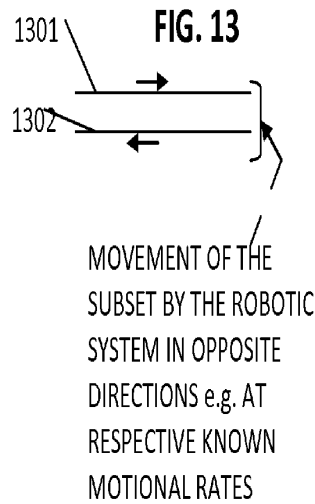 1301
FIG. 13
1302
MOVEMENT OF THE
SUBSET BY THE ROBOTIC
SYSTEM IN OPPOSITE
DIRECTIONS e.g. AT
RESPECTIVE KNOWN
MOTIONAL RATES